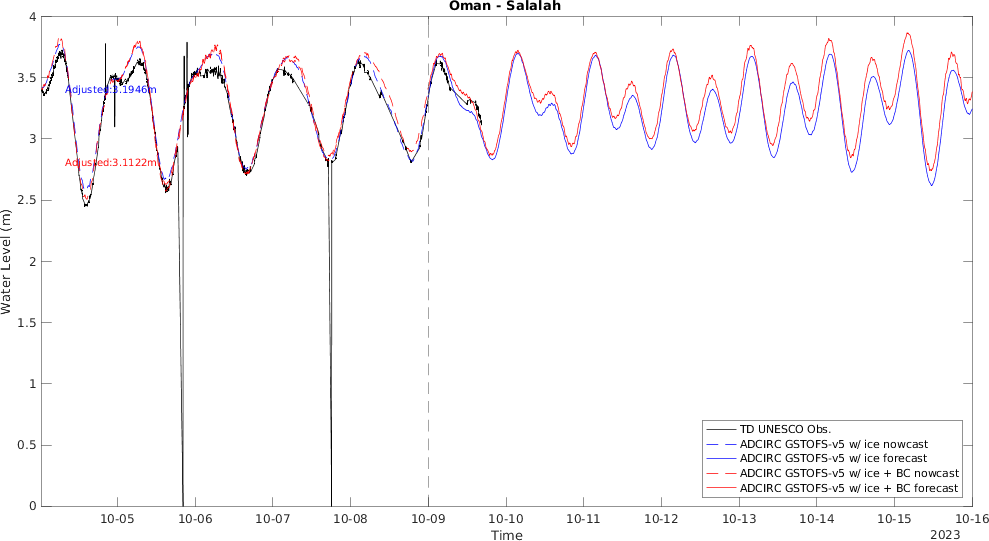 Oman - Salalah
4
3.5
3
2.5
2
1.5
1
0.5
0
Water Level (m)
Adjusted:3.1946m
Adjusted:3.1122m
TD UNESCO Obs.
ADCIRC GSTOFS-v5 w/ ice nowcast
ADCIRC GSTOFS-v5 w/ ice forecast
ADCIRC GSTOFS-v5 w/ ice + BC nowcast
ADCIRC GSTOFS-v5 w/ ice + BC forecast
10-05 10-06 10-07 10-08 10-09 10-10 10-11 10-12 10-13 10-14 10-15 10-16
Time
2023